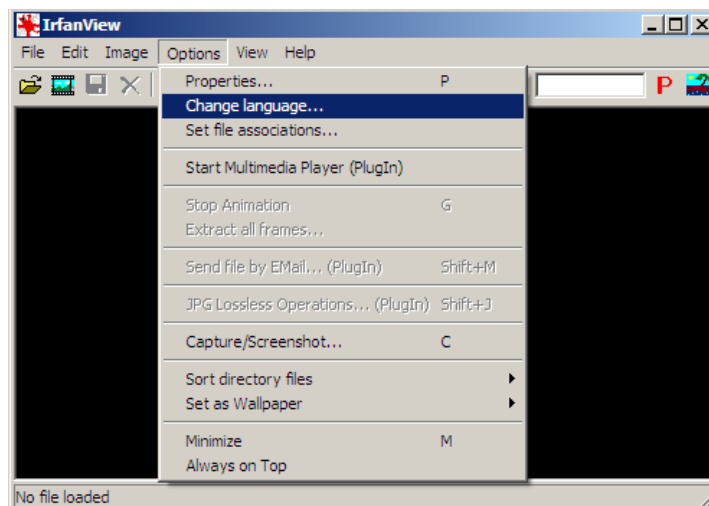 IrfanView
File Edit Image Options View Help
P
Properties... P
Change language...
Set file associations...
Start Multimedia Player (PlugIn)
Stop Animation G
Extract all frames...
Send file by EMail... (PlugIn) Shift+M
JPG Lossless Operations... (PlugIn) Shift+J
Capture/Screenshot... C
Sort directory files
Set as Wallpaper
Minimize M
Always on Top
No file loaded